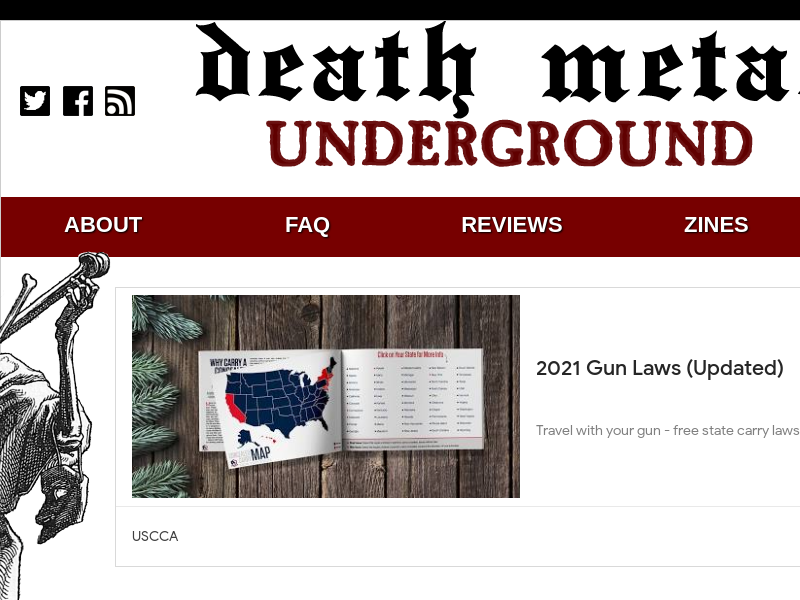 death meta
UNDERGROUND
ABOUT
FAQ
REVIEWS
ZINES
WHY CARRY A
CONCEAL
Click on Your State for More Info
MAP
2021 Gun Laws (Updated)
Travel with your gun - free state carry laws
USCCA